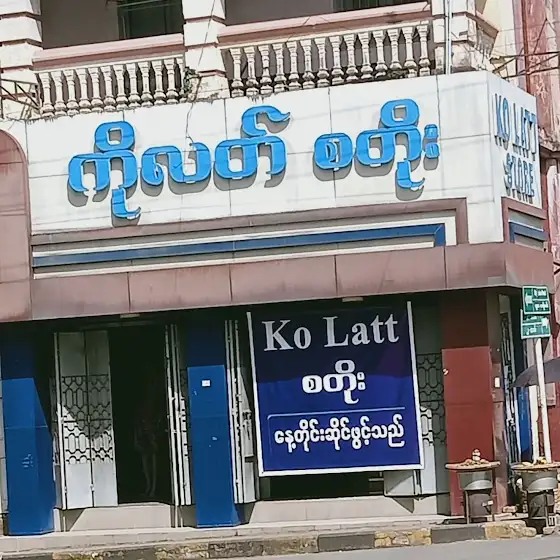 ကိုလတ် စတိုး
KO LATT
STORE
Ko Latt
စတိုး
နေ့တိုင်းဆိုင်ဖွင့်သည်